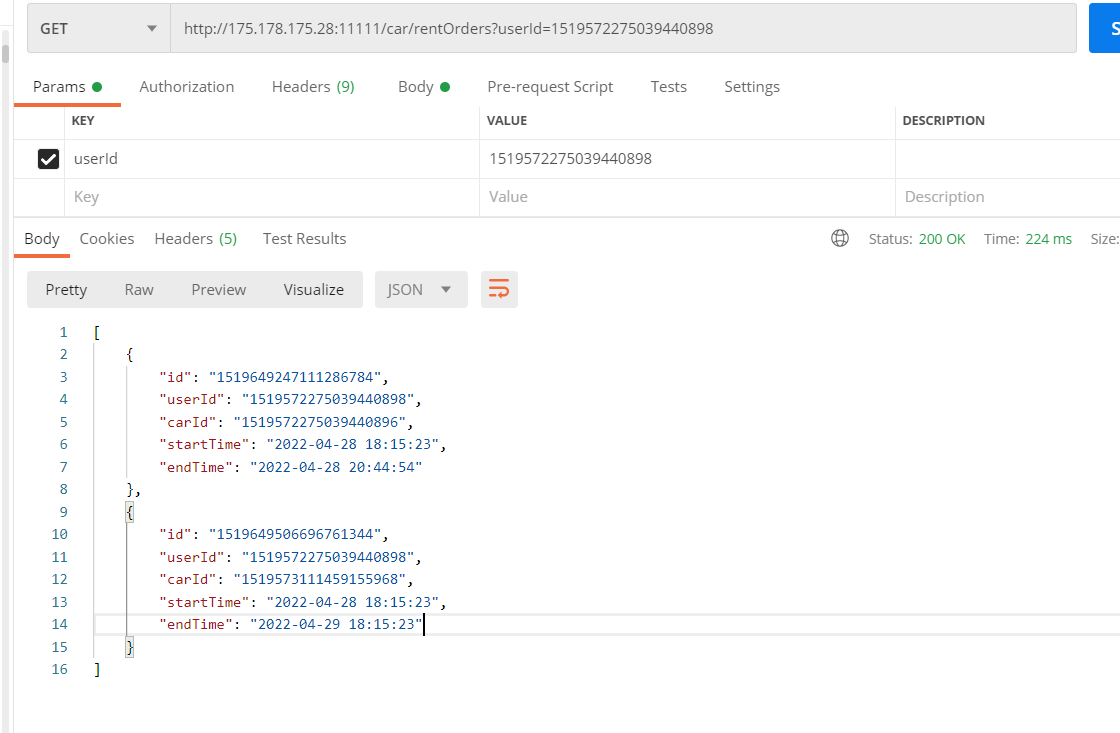 GET http://175.178.175.28:11111/car/rentOrders?userId=1519572275039440898 S
Params Authorization Headers (9) Body Pre-request Script Tests Settings
KEY VALUE DESCRIPTION
userId 1519572275039440898
Key Value Description
Body Cookies Headers (5) Test Results Status: 200 OK Time: 224 ms Size:
Pretty Raw Preview Visualize JSON
1 [
2 {
3 "id": "1519649247111286784",
4 "userId": "1519572275039440898",
5 "carId": "1519572275039440896",
6 "startTime": "2022-04-28 18:15:23",
7 "endTime": "2022-04-28 20:44:54"
8 },
9 {
10 "id": "1519649506696761344",
11 "userId": "1519572275039440898",
12 "carId": "1519573111459155968",
13 "startTime": "2022-04-28 18:15:23",
14 "endTime": "2022-04-29 18:15:23"
15 }
16 ]